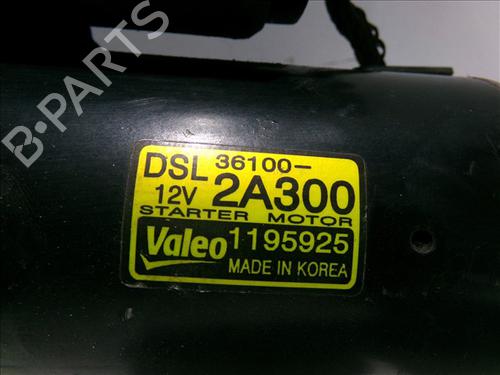 B-PARTS
DSL 36100-
12V 2A300
STARTER MOTOR
Valeo 1195925
MADE IN KOREA